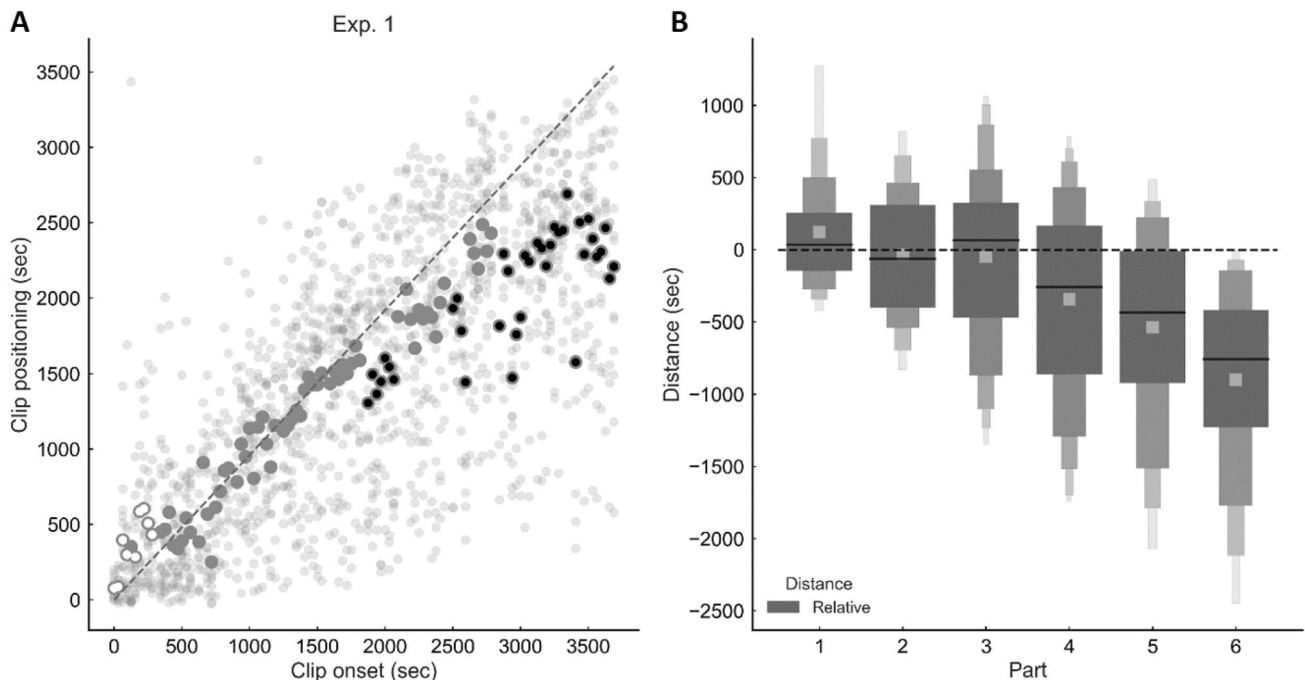 A
Exp. 1
Clip positioning (sec)
3500
3000
2500
2000
1500
1000
500
0
0 500 1000 1500 2000 2500 3000 3500
Clip onset (sec)
B
Distance (sec)
1000
500
0
−500
−1000
−1500
−2000
−2500
Distance
Relative
1 2 3 4 5 6
Part